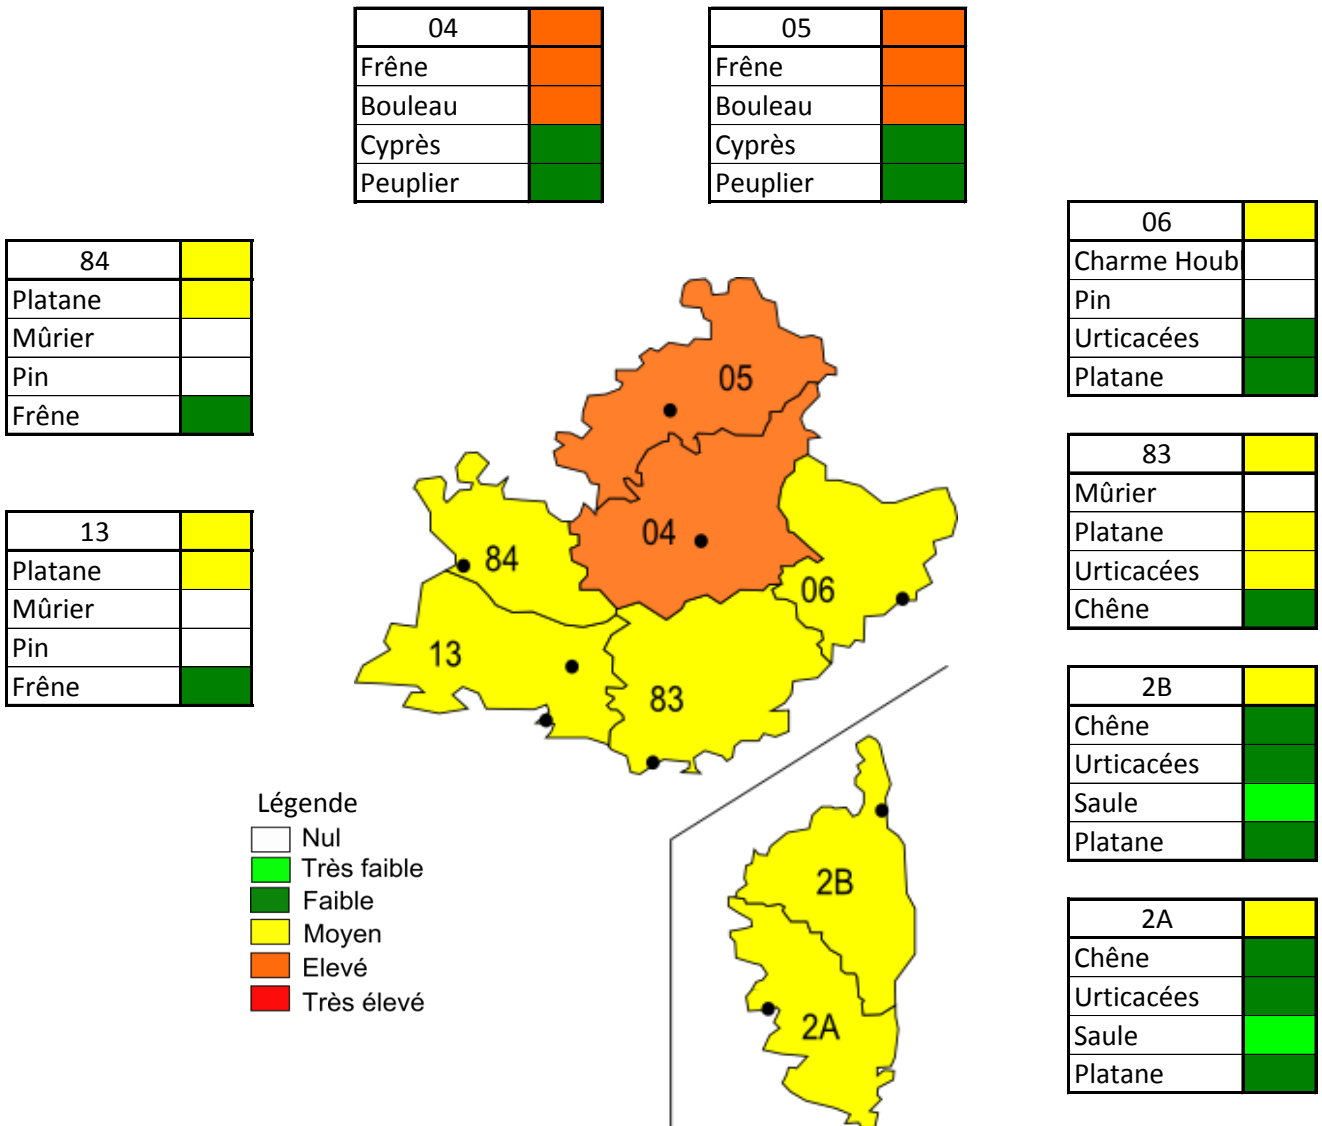 04
Frêne
Bouleau
Cyprès
Peuplier
05
Frêne
Bouleau
Cyprès
Peuplier
84
Platane
Mûrier
Pin
Frêne
13
Platane
Mûrier
Pin
Frêne
06
Charme Houbl
Pin
Urticacées
Platane
83
Mûrier
Platane
Urticacées
Chêne
2B
Chêne
Urticacées
Saule
Platane
2A
Chêne
Urticacées
Saule
Platane
05
04
84
06
13
83
2B
2A
Légende
Nul
Très faible
Faible
Moyen
Elevé
Très élevé